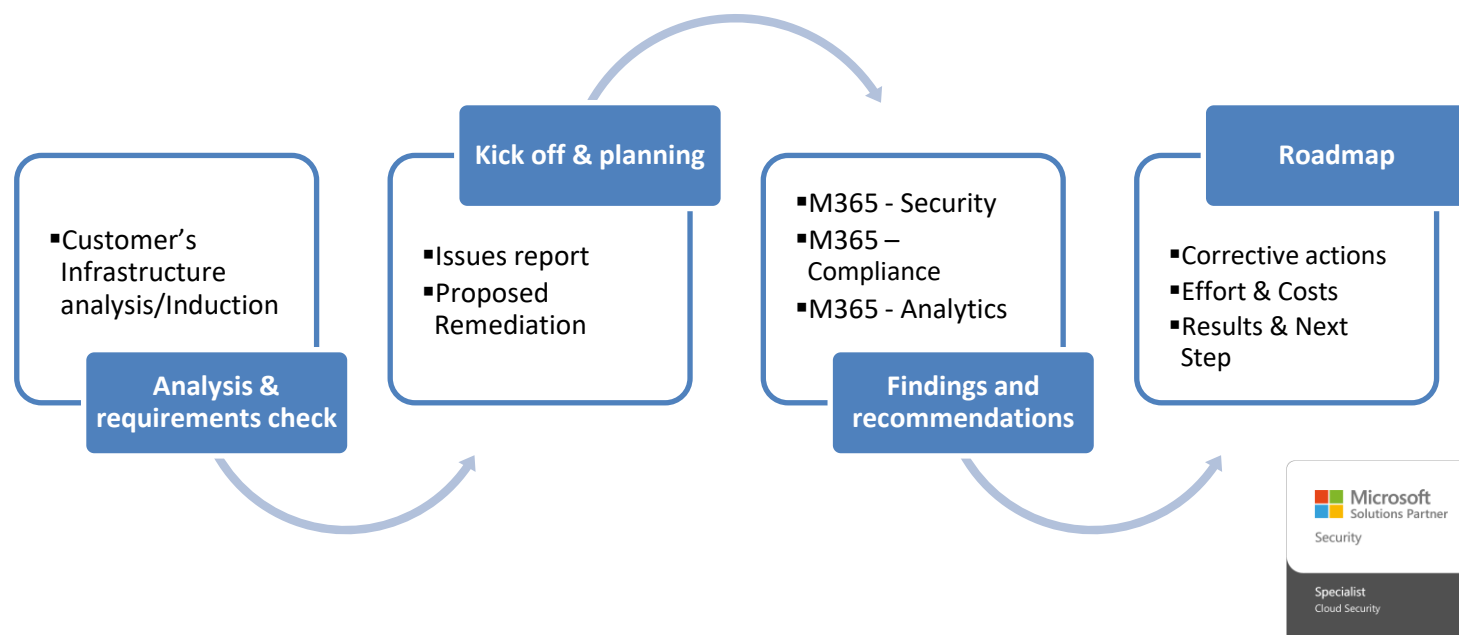 ▪Customer’s
Infrastructure
analysis/Induction
Analysis &
requirements check
Kick off & planning
▪Issues report
▪Proposed
Remediation
▪M365 - Security
▪M365 –
Compliance
▪M365 - Analytics
Findings and
recommendations
Roadmap
▪Corrective actions
▪Effort & Costs
▪Results & Next
Step
Microsoft
Solutions Partner
Security
Specialist
Cloud Security